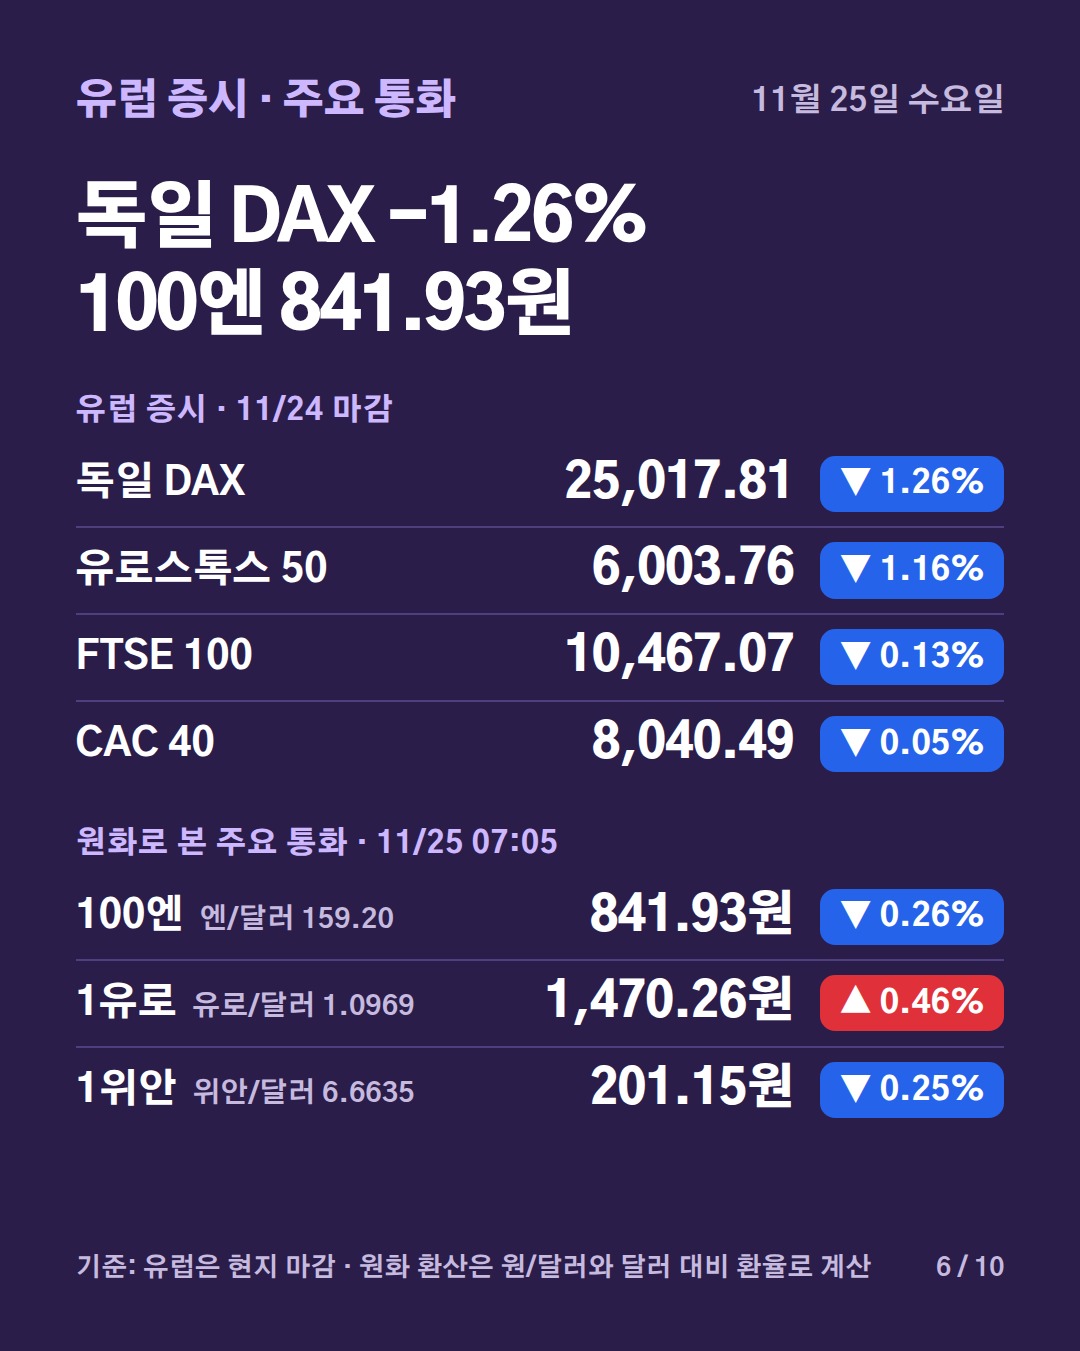 유럽 증시 · 주요 통화
11월 25일 수요일
독일 DAX −1.26%
100엔 841.93원
유럽 증시 · 11/24 마감
독일 DAX 25,017.81 ▼ 1.26%
유로스톡스 50 6,003.76 ▼ 1.16%
FTSE 100 10,467.07 ▼ 0.13%
CAC 40 8,040.49 ▼ 0.05%
원화로 본 주요 통화 · 11/25 07:05
100엔 엔/달러 159.20 841.93원 ▼ 0.26%
1유로 유로/달러 1.0969 1,470.26원 ▲ 0.46%
1위안 위안/달러 6.6635 201.15원 ▼ 0.25%
기준: 유럽은 현지 마감 · 원화 환산은 원/달러와 달러 대비 환율로 계산
6 / 10